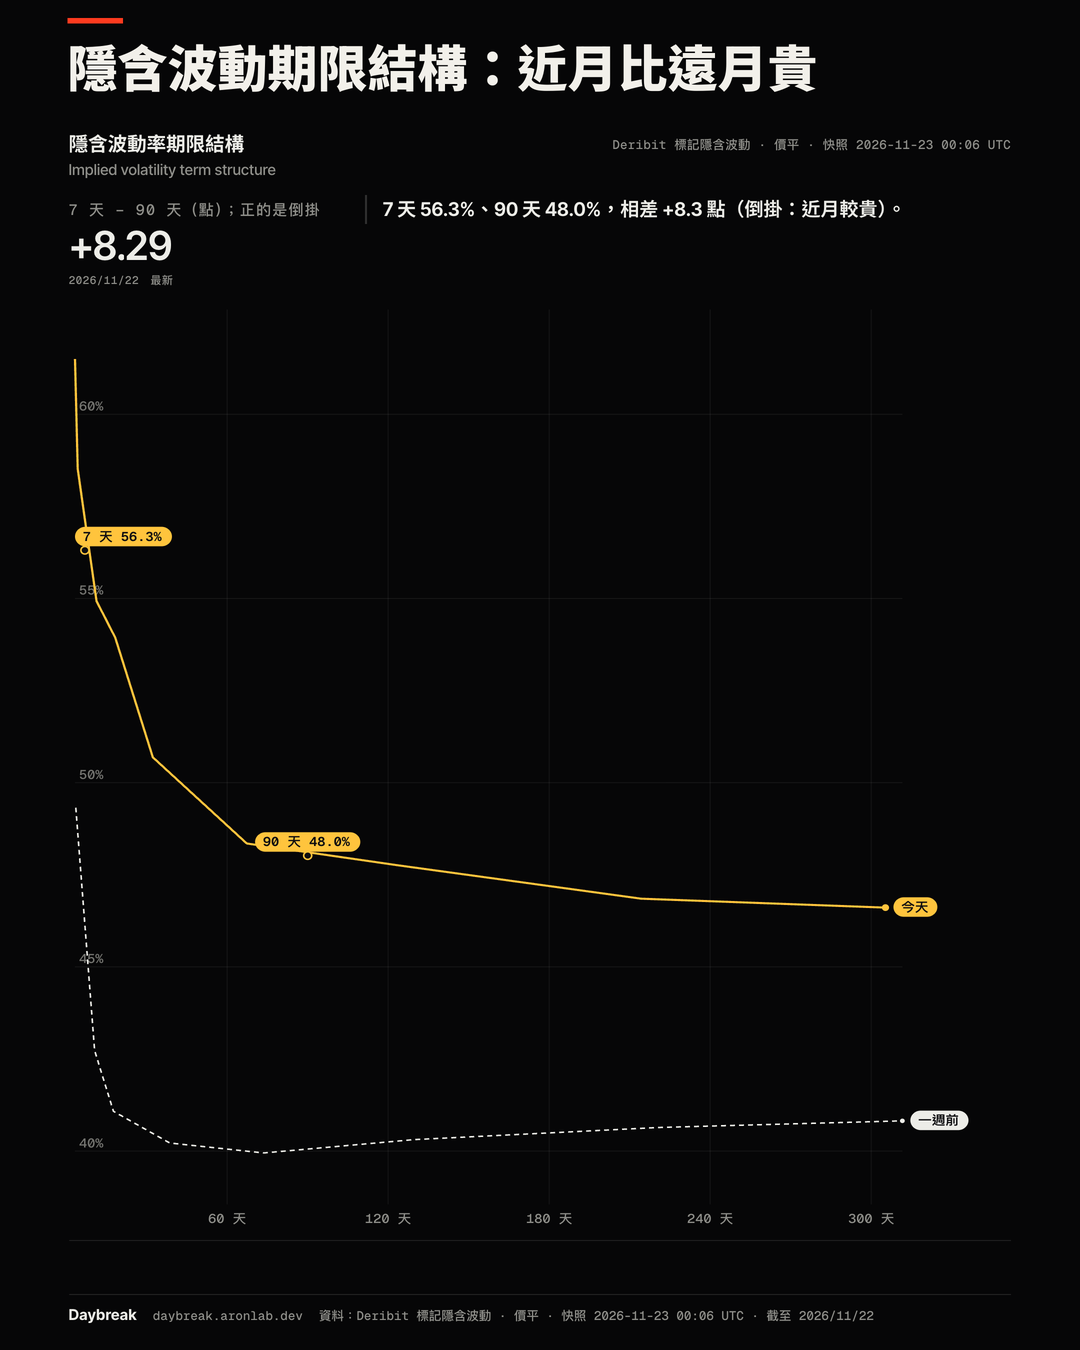 隱含波動期限結構：近月比遠月貴
隱含波動率期限結構
Deribit 標記隱含波動 · 價平 · 快照 2026-11-23 00:06 UTC
Implied volatility term structure
7 天 – 90 天 (點)；正的是倒掛
7 天 56.3%、90 天 48.0%，相差 +8.3 點（倒掛：近月較貴）。
+8.29
2026/11/22 最新
60%
7 天 56.3%
55%
50%
90 天 48.0%
今天
45%
一週前
40%
60 天
120 天
180 天
240 天
300 天
Daybreak daybreak.aronlab.dev 資料：Deribit 標記隱含波動 · 價平 · 快照 2026-11-23 00:06 UTC · 截至 2026/11/22